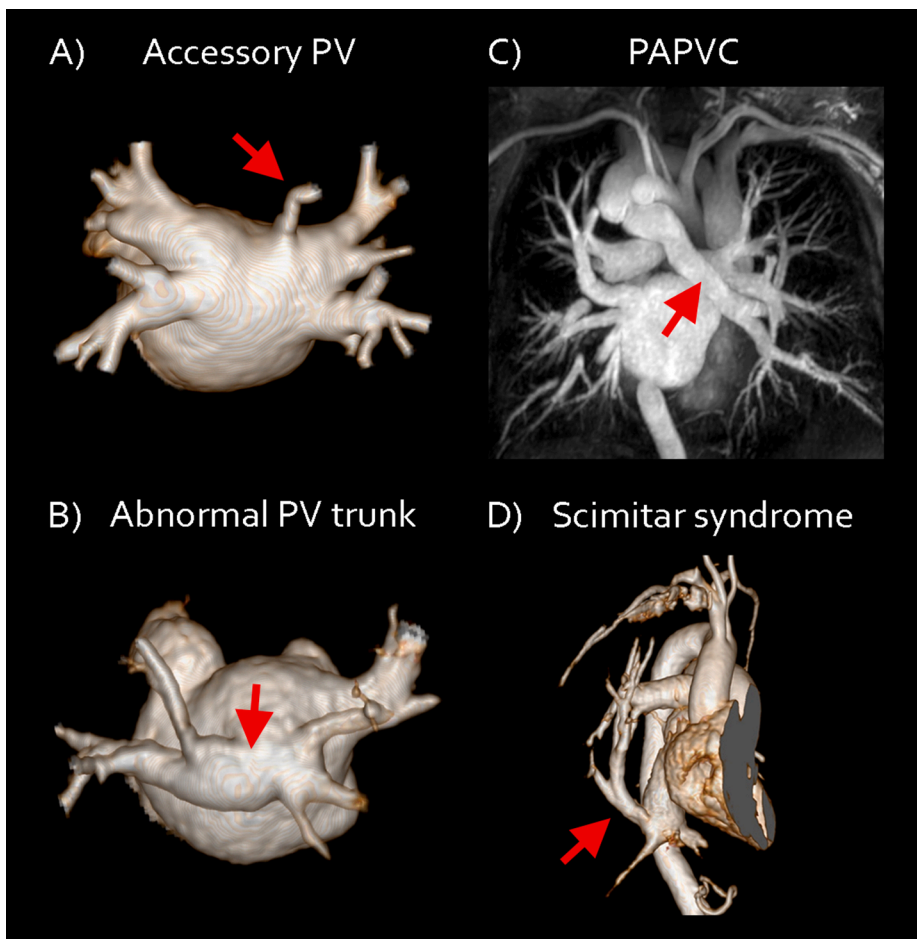 A) Accessory PV
C) PAPVC
B) Abnormal PV trunk
D) Scimitar syndrome